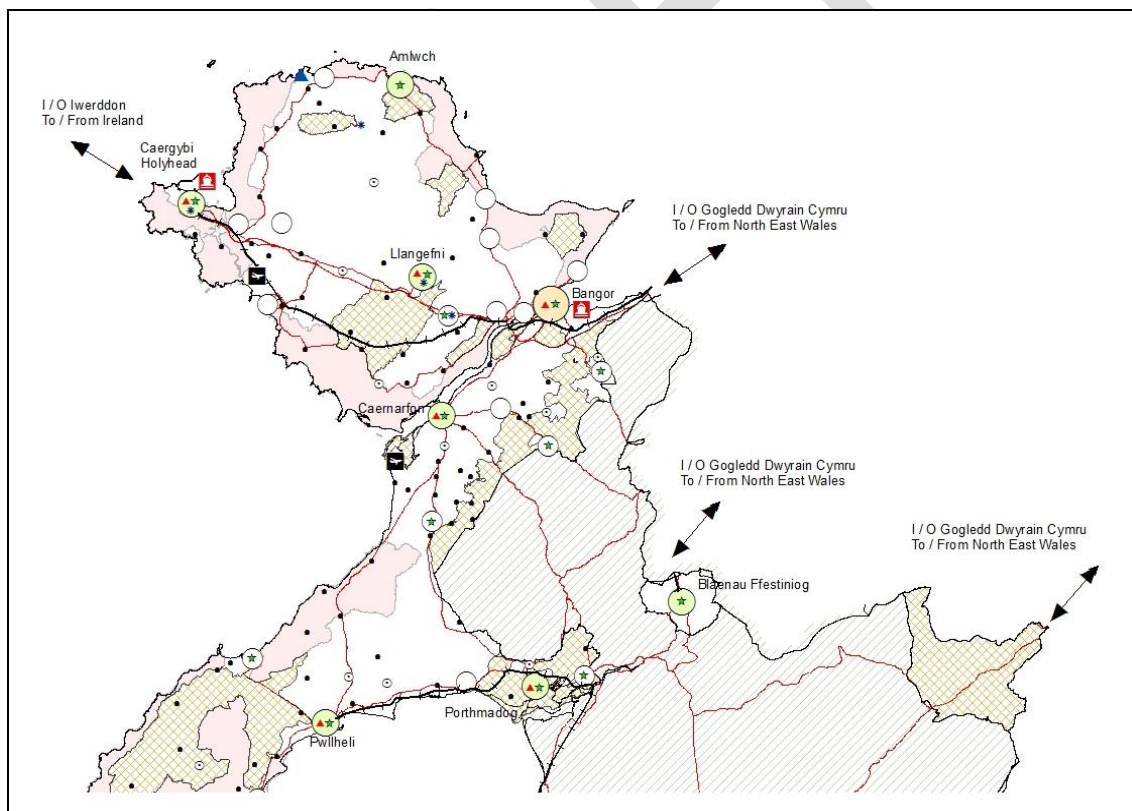 Amlwch
I / O Iwerddon
To / From Ireland
Caergybi
Holyhead
I / O Gogledd Dwyrain Cymru
To / From North East Wales
Llangefni
Bangor
Caernarfon
I / O Gogledd Dwyrain Cymru
To / From North East Wales
I / O Gogledd Dwyrain Cymru
To / From North East Wales
Blaenau Ffestiniog
Porthmadog
Pwllheli